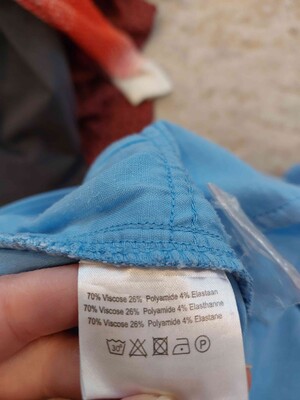 70% Viscose 26% Polyamide 4% Elastaan
70% Viscose 26% Polyamide 4% Elasthanne
70% Viscose 26% Polyamide 4% Elastane
30° P